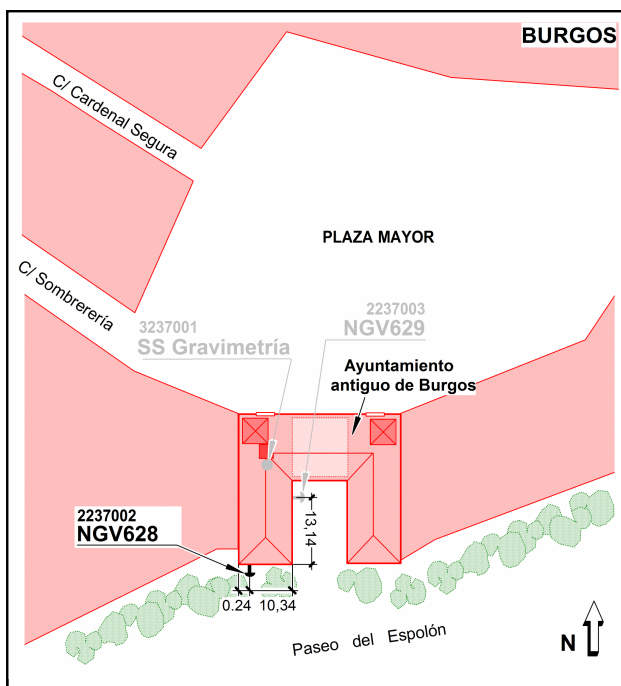 BURGOS
C/ Cardenal Segura
PLAZA MAYOR
C/ Sombrerería
3237001
SS Gravimetría
2237003
NGV629
Ayuntamiento
antiguo de Burgos
2237002
NGV628
13,14
0.24
10,34
Paseo del Espolón
N